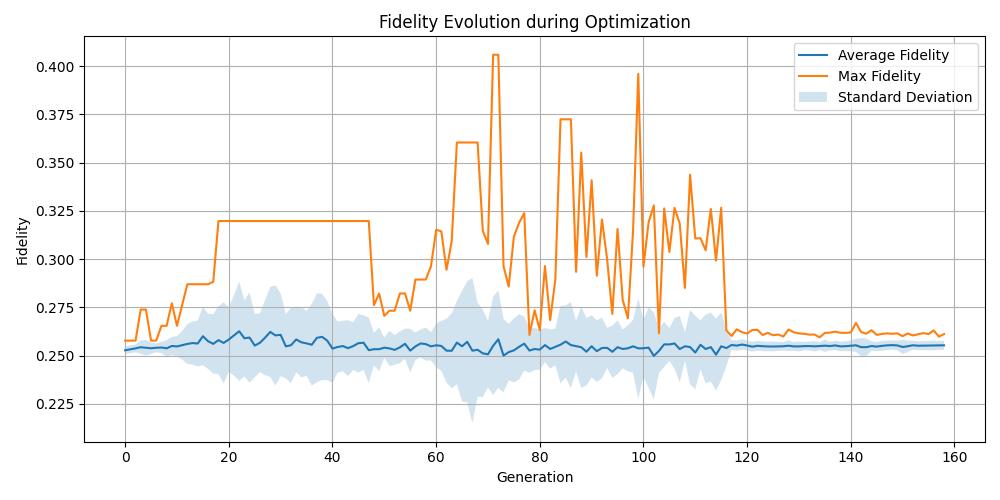 Fidelity Evolution during Optimization
Fidelity
0.400
0.375
0.350
0.325
0.300
0.275
0.250
0.225
Average Fidelity
Max Fidelity
Standard Deviation
0 20 40 60 80 100 120 140 160
Generation